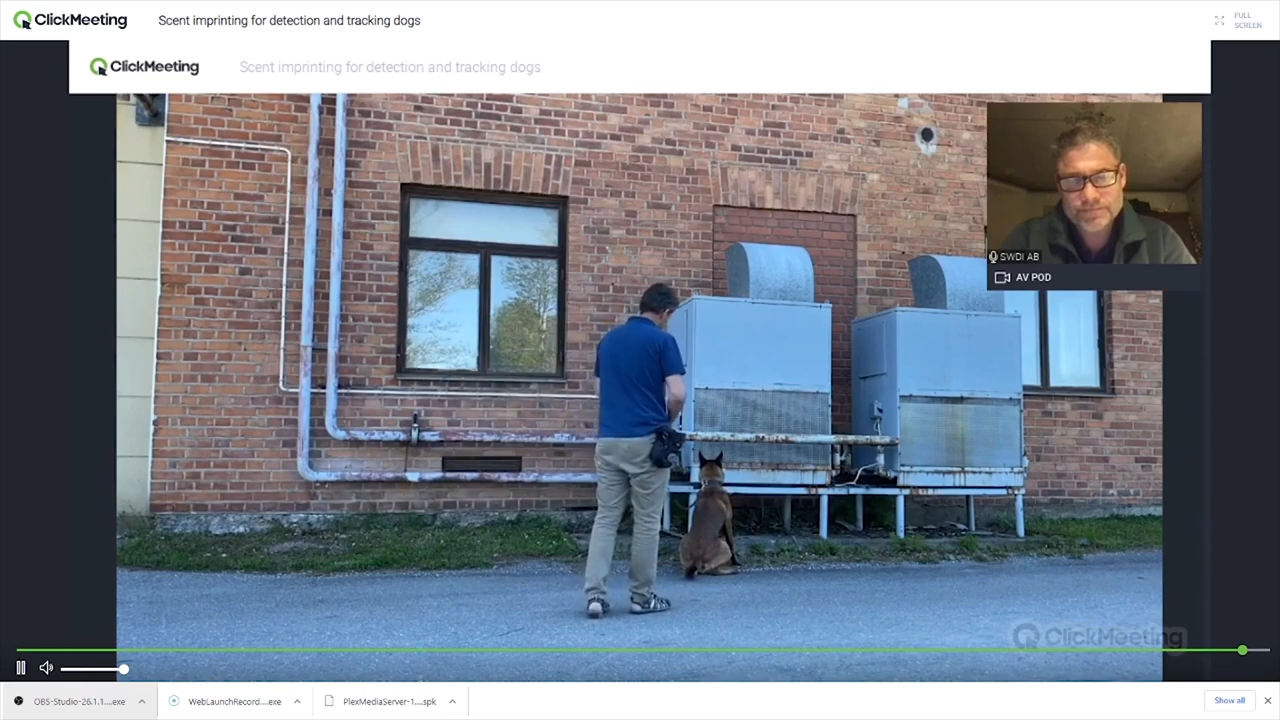 ClickMeeting
Scent imprinting for detection and tracking dogs
FULL
SCREEN
ClickMeeting
Scent imprinting for detection and tracking dogs
SWDI AB
AV POD
ClickMeeting
OBS-Studio-26.1.1....exe
WebLaunchRecord....exe
PlexMediaServer-1....spk
Show all